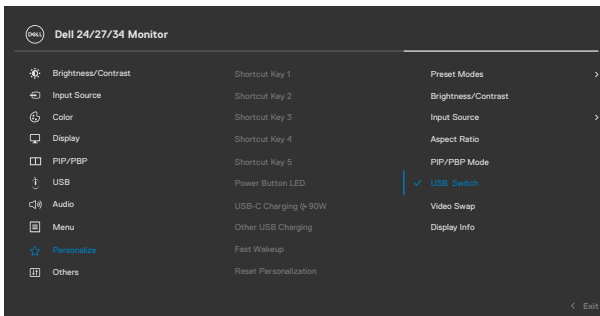 DELL Dell 24/27/34 Monitor
Brightness/Contrast Shortcut Key 1 Preset Modes >
Input Source Shortcut Key 2 Brightness/Contrast
Color Shortcut Key 3 Input Source >
Display Shortcut Key 4 Aspect Ratio
PIP/PBP Shortcut Key 5 PIP/PBP Mode
USB Power Button LED ✓ USB Switch
Audio USB-C Charging 90W Video Swap
Menu Other USB Charging Display Info
Personalize Fast Wakeup
Others Reset Personalization
< Exit